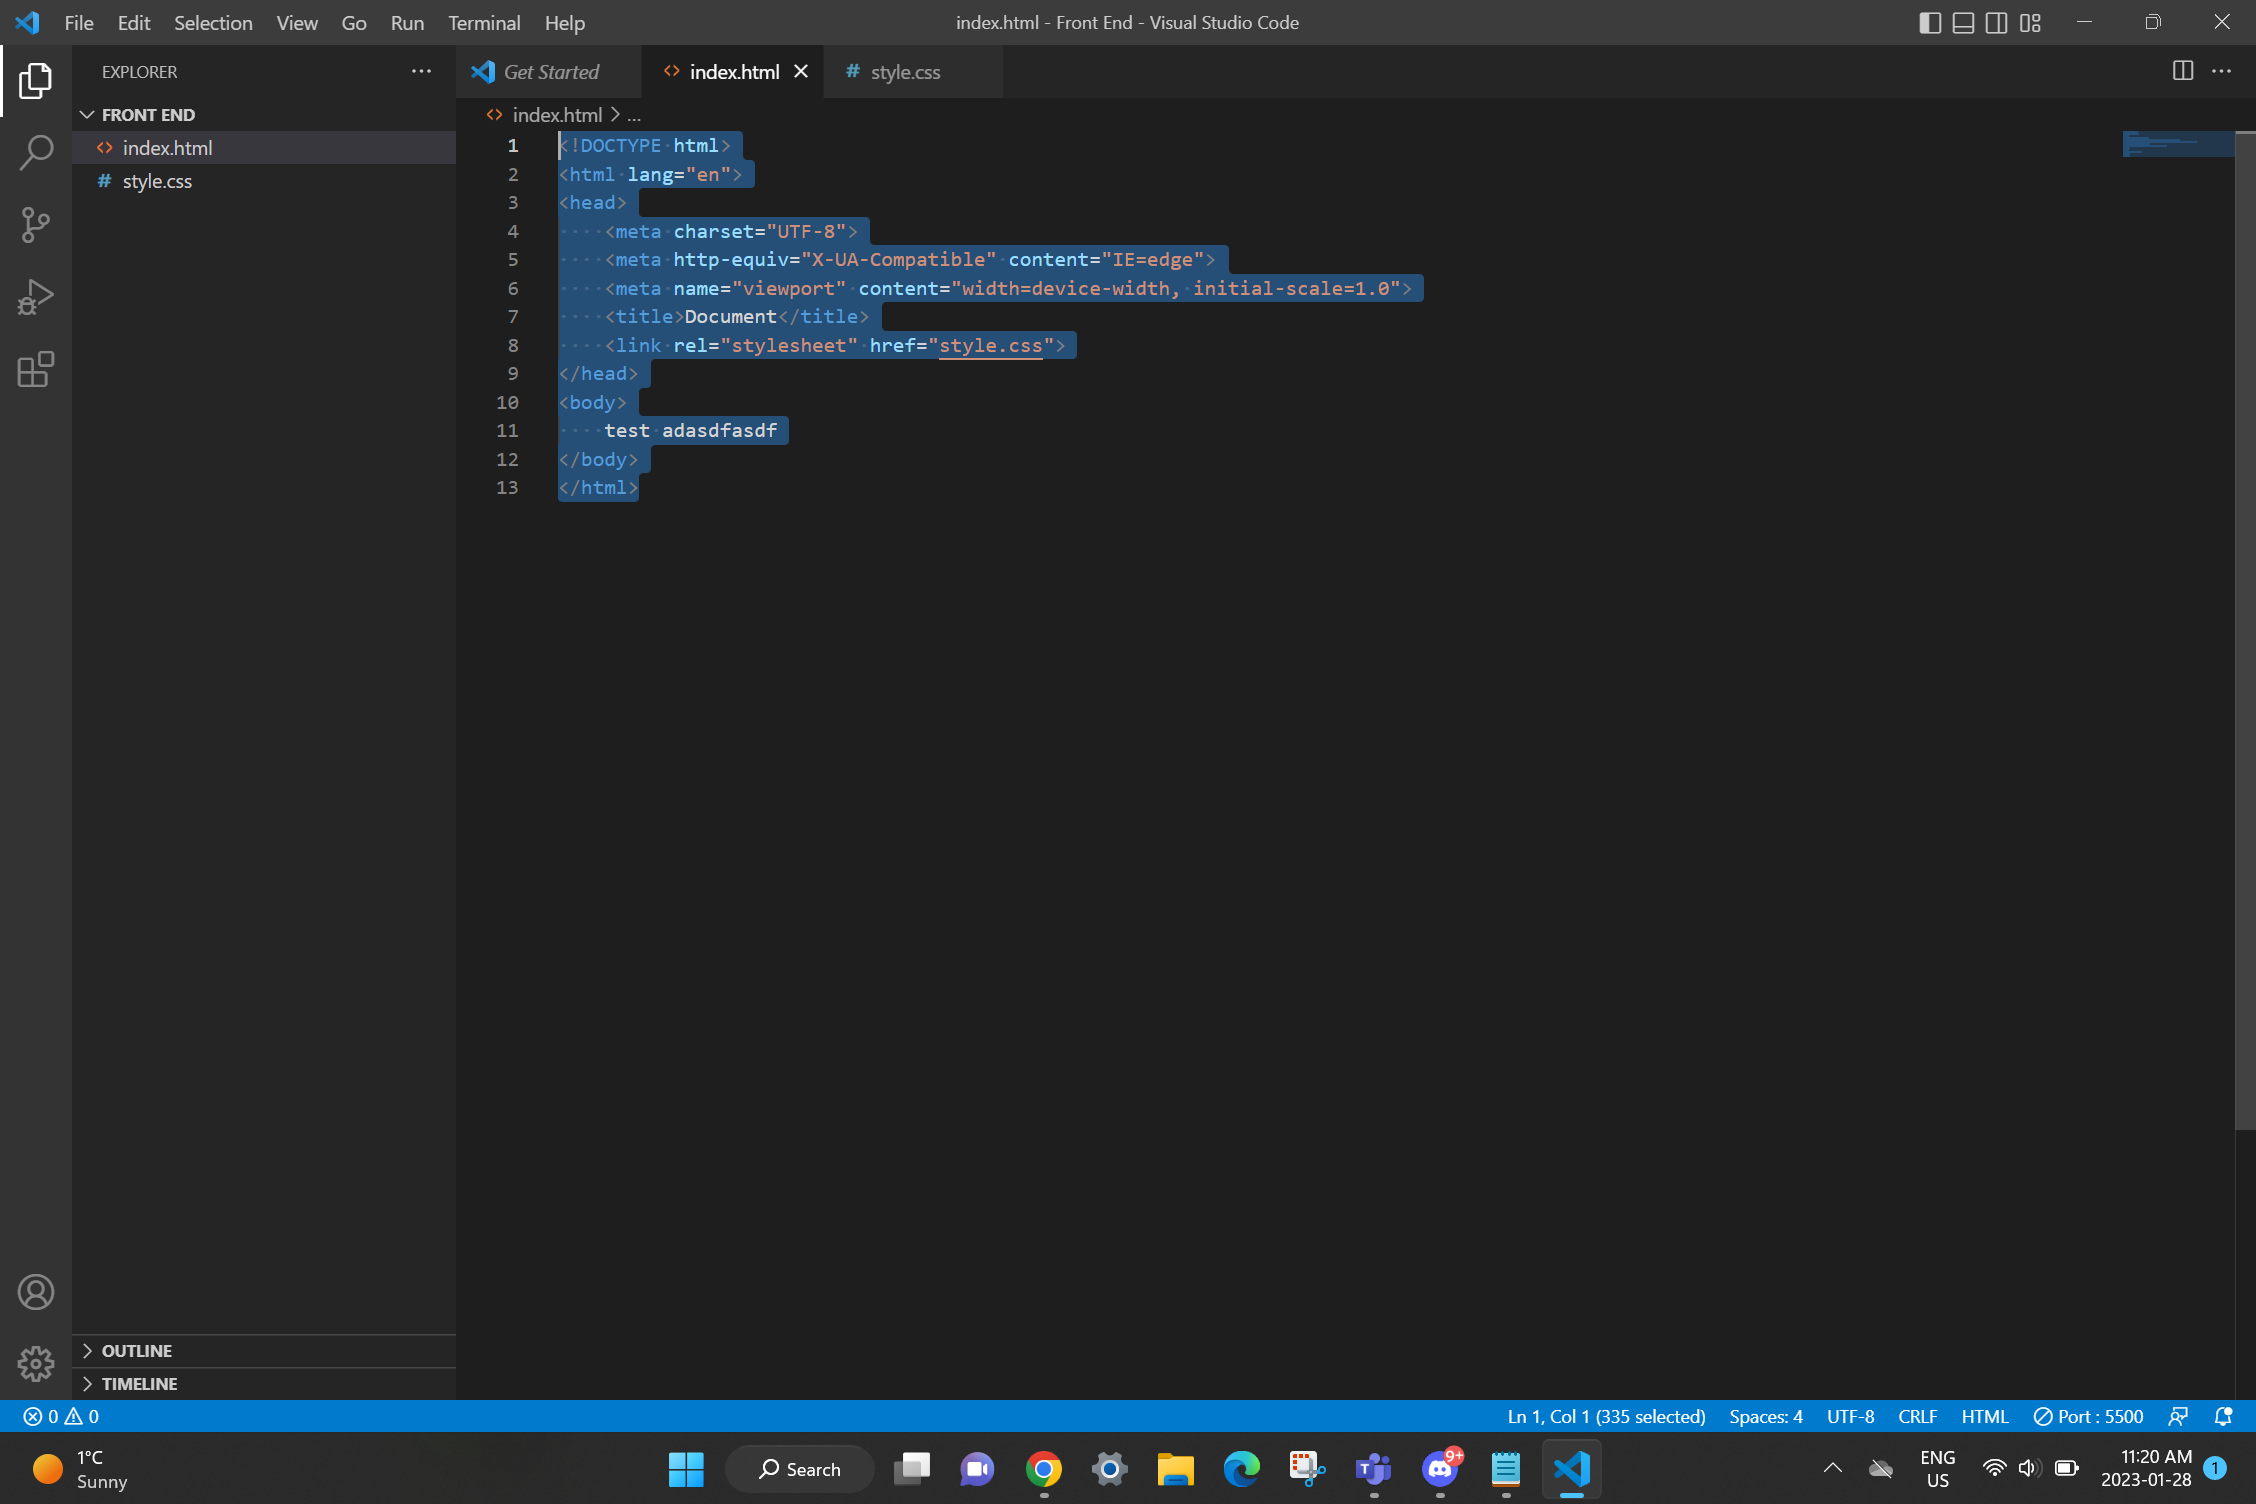 File Edit Selection View Go Run Terminal Help
index.html - Front End - Visual Studio Code
EXPLORER
FRONT END
index.html
style.css
Get Started
index.html
# style.css
index.html > ...
1 <!DOCTYPE html>
2 <html lang="en">
3 <head>
4 <meta charset="UTF-8">
5 <meta http-equiv="X-UA-Compatible" content="IE=edge">
6 <meta name="viewport" content="width=device-width, initial-scale=1.0">
7 <title>Document</title>
8 <link rel="stylesheet" href="style.css">
9 </head>
10 <body>
11 test adasdfasdf
12 </body>
13 </html>
OUTLINE
TIMELINE
0 0
Ln 1, Col 1 (335 selected) Spaces: 4 UTF-8 CRLF HTML Port : 5500
1°C
Sunny
Search
9+
ENG
US
11:20 AM
2023-01-28
1